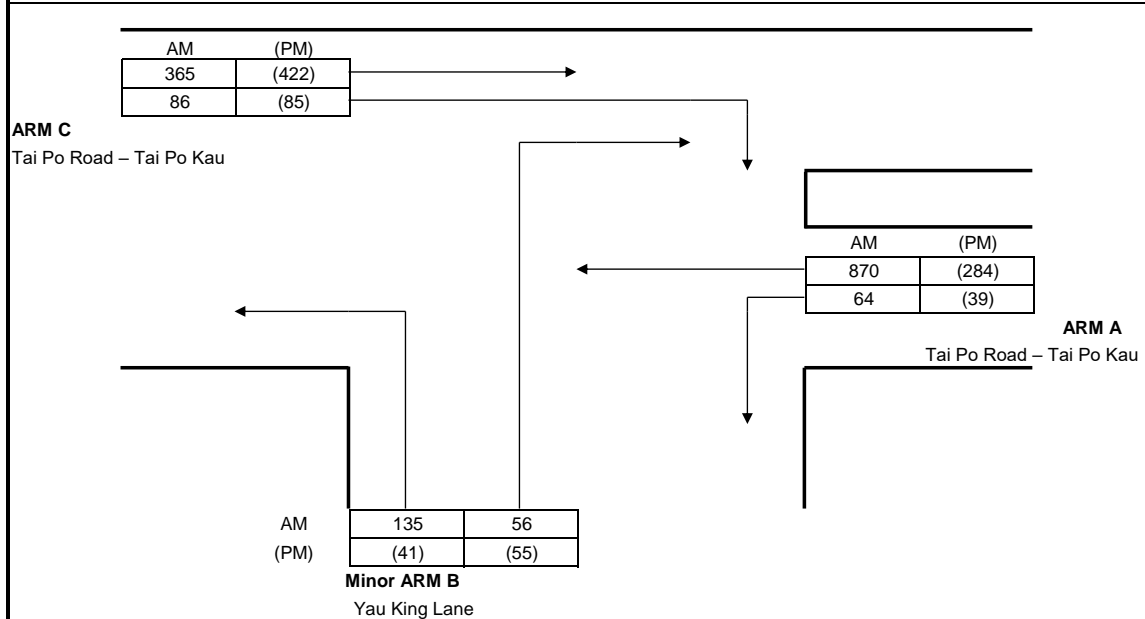 AM (PM)
365 (422)
86 (85)
ARM C
Tai Po Road – Tai Po Kau
AM (PM)
870 (284)
64 (39)
ARM A
Tai Po Road – Tai Po Kau
AM 135 56
(PM) (41) (55)
Minor ARM B
Yau King Lane